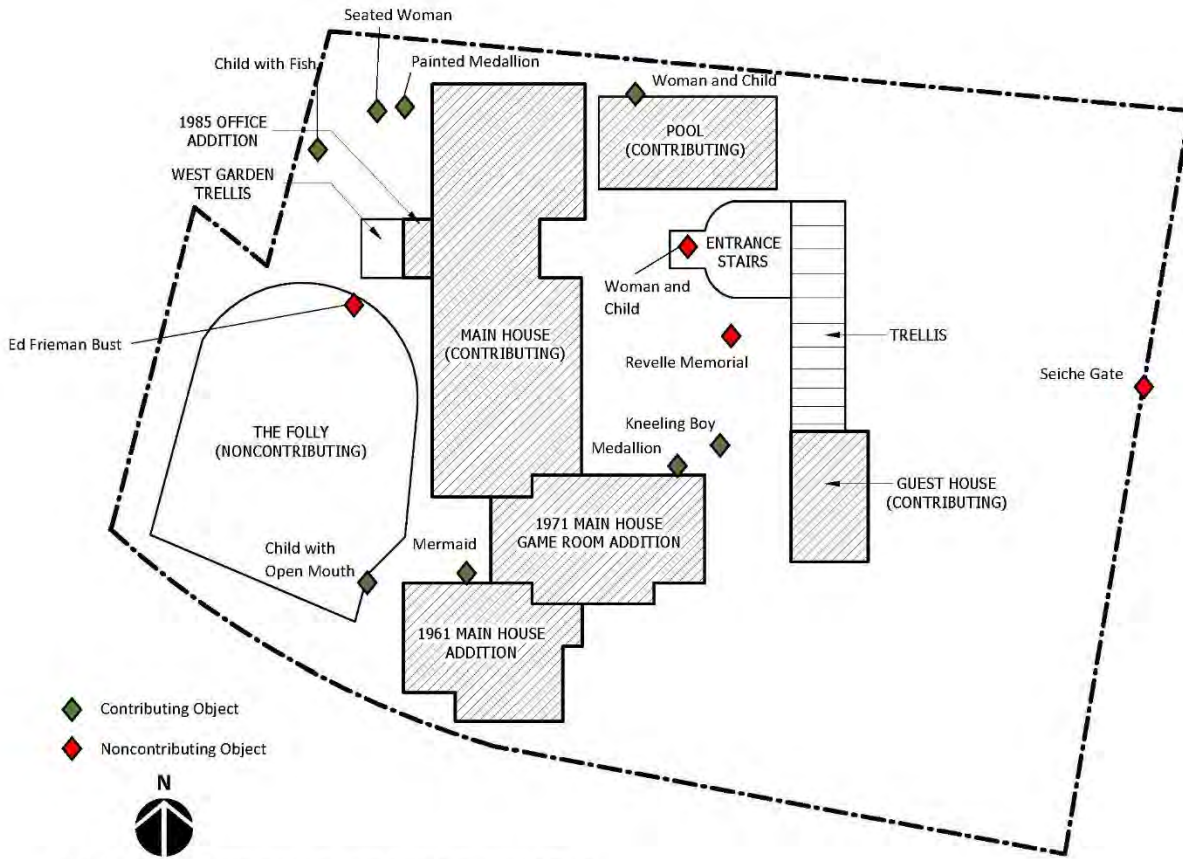 Seated Woman
Child with Fish
Painted Medallion
Woman and Child
1985 OFFICE
ADDITION
POOL
(CONTRIBUTING)
WEST GARDEN
TRELLIS
ENTRANCE
STAIRS
Woman and
Child
Ed Frieman Bust
MAIN HOUSE
(CONTRIBUTING)
TRELLIS
Revelle Memorial
Seiche Gate
THE FOLLY
(NONCONTRIBUTING)
Kneeling Boy
Medallion
GUEST HOUSE
(CONTRIBUTING)
1971 MAIN HOUSE
GAME ROOM ADDITION
Child with
Open Mouth
Mermaid
1961 MAIN HOUSE
ADDITION
Contributing Object
Noncontributing Object
N